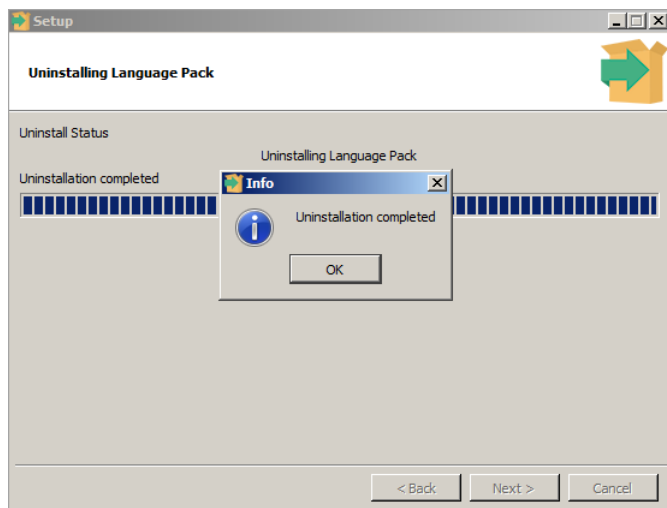 Setup
Uninstalling Language Pack
Uninstall Status
Uninstalling Language Pack
Uninstallation completed
Info
Uninstallation completed
OK
< Back
Next >
Cancel